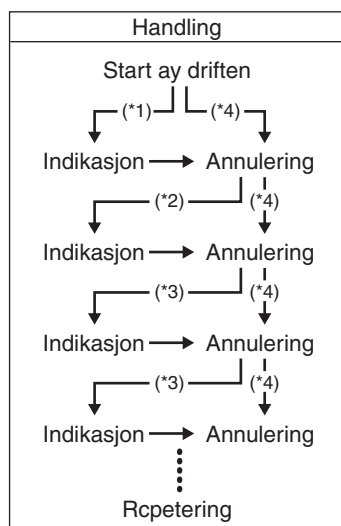 Handling
Start ay driften
(*1) (*4)
Indikasjon Annulering
(*2) (*4)
Indikasjon Annulering
(*3) (*4)
Indikasjon Annulering
(*3) (*4)
Indikasjon Annulering
Rcpetering